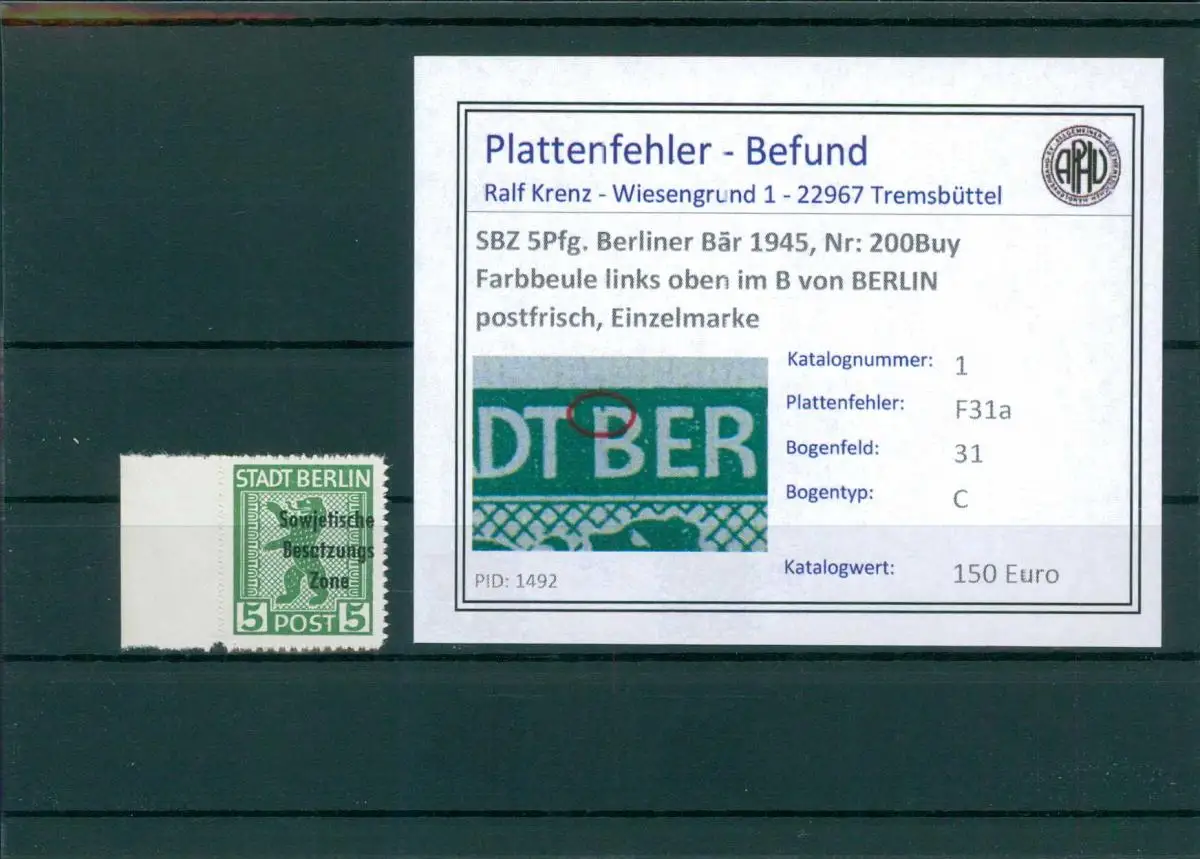 STADT BERLIN
Sowjetische
Besatzungs
Zone
5 POST 5
Plattenfehler - Befund
Ralf Krenz - Wiesengrund 1 - 22967 Tremsbüttel
APHV
SBZ 5Pfg. Berliner Bär 1945, Nr: 200Buy
Farbbeule links oben im B von BERLIN
postfrisch, Einzelmarke
DT BER
Katalognummer: 1
Plattenfehler: F31a
Bogenfeld: 31
Bogentyp: C
Katalogwert: 150 Euro
PID: 1492